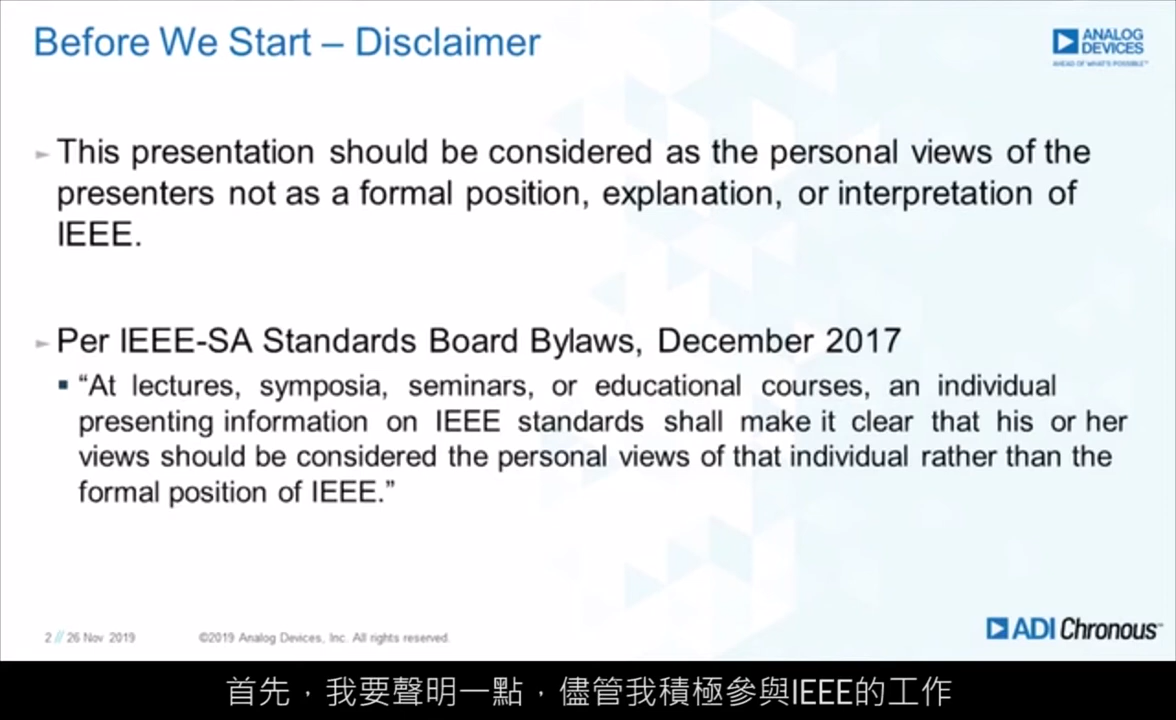 Before We Start – Disclaimer
ANALOG
DEVICES
AHEAD OF WHAT'S POSSIBLE™
This presentation should be considered as the personal views of the
presenters not as a formal position, explanation, or interpretation of
IEEE.
Per IEEE-SA Standards Board Bylaws, December 2017
“At lectures, symposia, seminars, or educational courses, an individual
presenting information on IEEE standards shall make it clear that his or her
views should be considered the personal views of that individual rather than the
formal position of IEEE.”
2 // 26 Nov 2019
©2019 Analog Devices, Inc. All rights reserved.
ADI Chronous™
首先，我要聲明一點，儘管我積極參與IEEE的工作